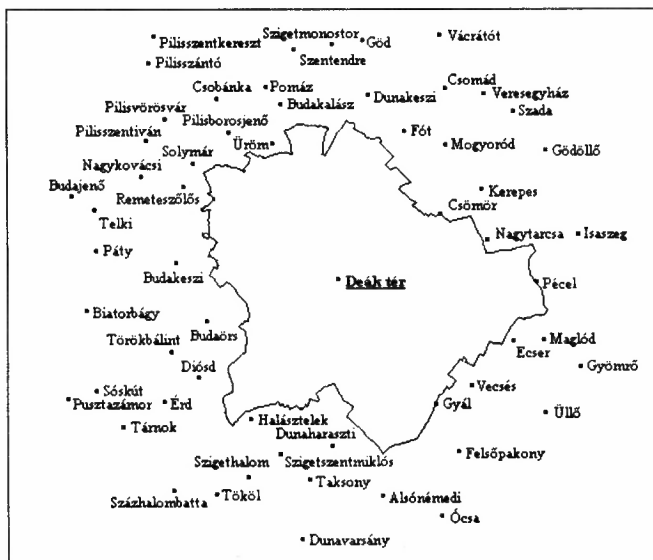 Pilisszentkereszt
Szigetmonostor
Göd
Vácrátót
Szentendre
Pilisszántó
Csobánka
Pomáz
Budakalász
Dunakeszi
Csomád
Veresegyház
Szada
Pilisvörösvár
Pilisborosjenő
Pilisszentiván
Üröm
Fót
Mogyoród
Gödöllő
Solymár
Nagykovácsi
Budajenő
Remeteszőlős
Kerepes
Telki
Csömör
Nagytarcsa
Isaszeg
Páty
Budakeszi
Deák tér
Pécel
Biatorbágy
Törökbálint
Budaörs
Ecser
Maglód
Gyömrő
Diósd
Sóskút
Pusztazámor
Érd
Vecsés
Gyál
Üllő
Tárnok
Halásztelek
Dunaharaszti
Szigethalom
Szigetszentmiklós
Felsőpakony
Százhalombatta
Tököl
Taksony
Alsónémedi
Ócsa
Dunavarsány